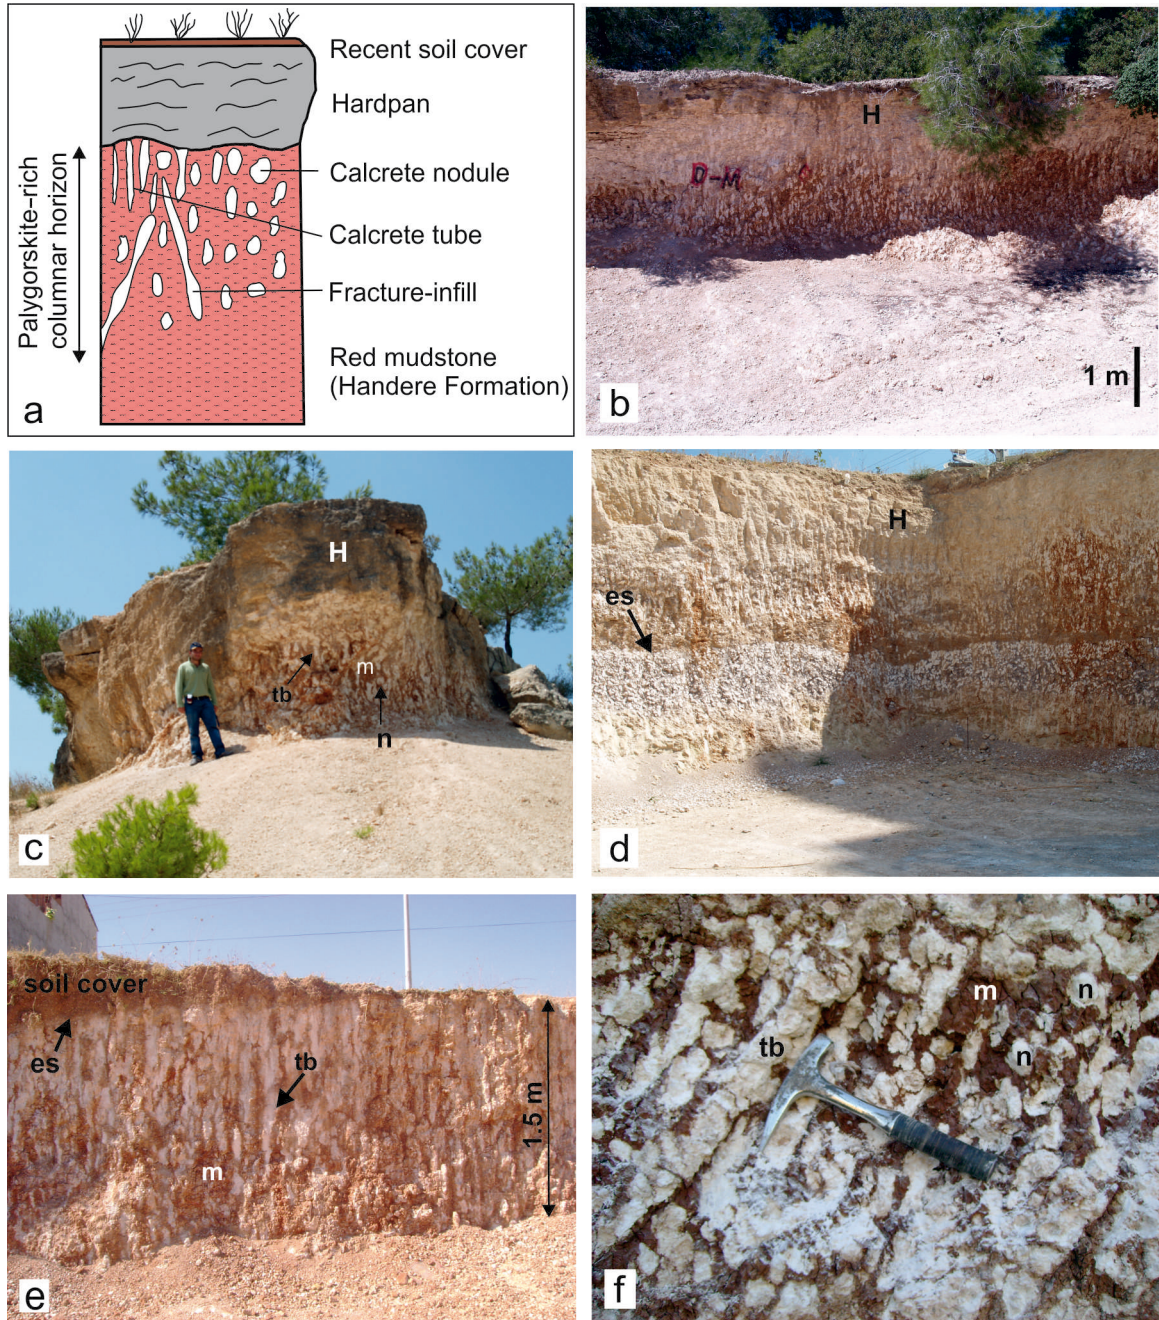 Recent soil cover
Hardpan
Calcrete nodule
Calcrete tube
Fracture-infill
Red mudstone
(Handere Formation)
Palygorskite-rich
columnar horizon
a
H
D-M
1 m
b
H
tb
m
n
c
H
es
d
soil cover
es
tb
m
1.5 m
e
m
n
n
tb
f